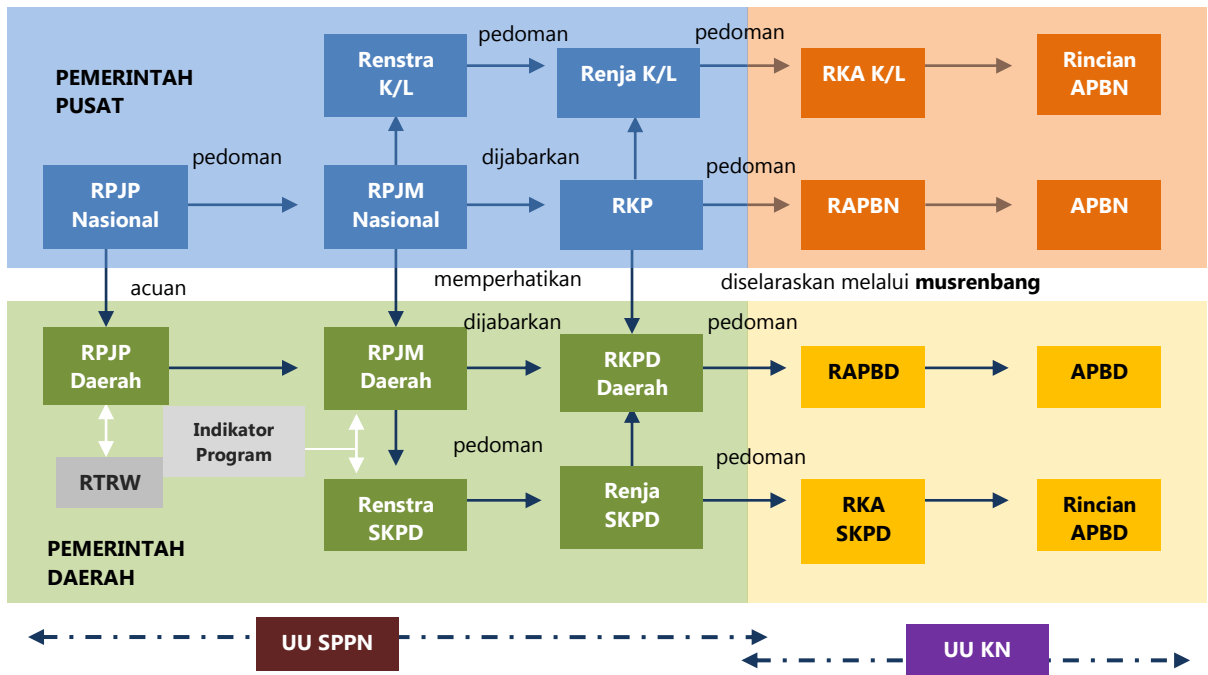 pedoman
pedoman
PEMERINTAH
PUSAT
Renstra
K/L
Renja K/L
RKA K/L
Rincian
APBN
pedoman
dijabarkan
pedoman
RPJP
Nasional
RPJM
Nasional
RKP
RAPBN
APBN
acuan
memperhatikan
diselaraskan melalui musrenbang
dijabarkan
pedoman
RPJP
Daerah
RPJM
Daerah
RKPD
Daerah
RAPBD
APBD
Indikator
Program
pedoman
pedoman
RTRW
Renstra
SKPD
Renja
SKPD
RKA
SKPD
Rincian
APBD
PEMERINTAH
DAERAH
UU SPPN
UU KN